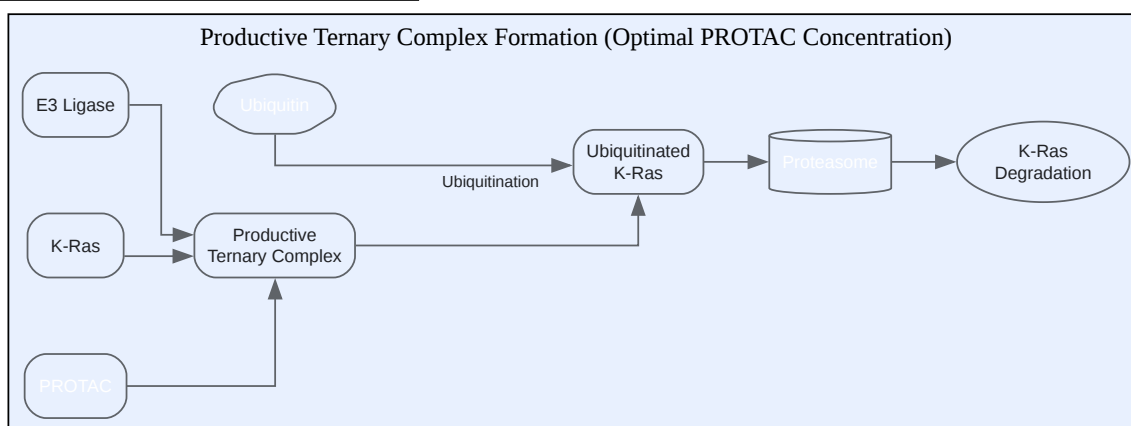 Productive Ternary Complex Formation (Optimal PROTAC Concentration)
E3 Ligase
Ubiquitin
Ubiquitination
Ubiquitinated
K-Ras
Proteasome
K-Ras
Degradation
K-Ras
Productive
Ternary Complex
PROTAC